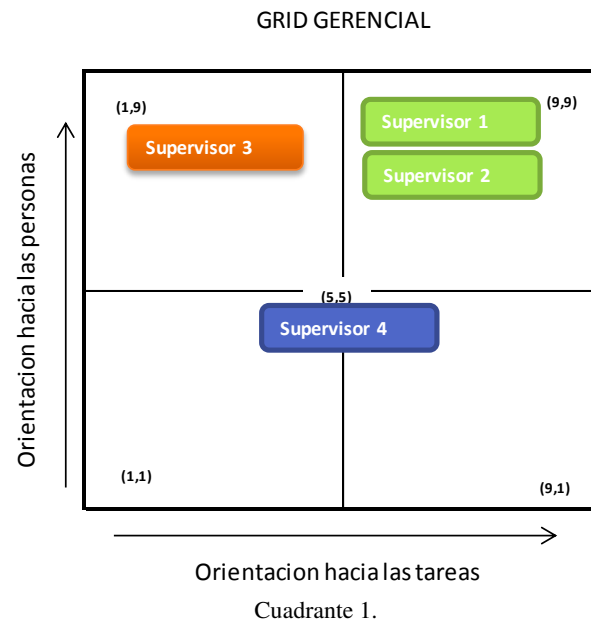 GRID GERENCIAL
(1,9)
(9,9)
Supervisor 1
Supervisor 3
Supervisor 2
Orientacion hacia las personas
(5,5)
Supervisor 4
(1,1)
(9,1)
Orientacion hacia las tareas
Cuadrante 1.